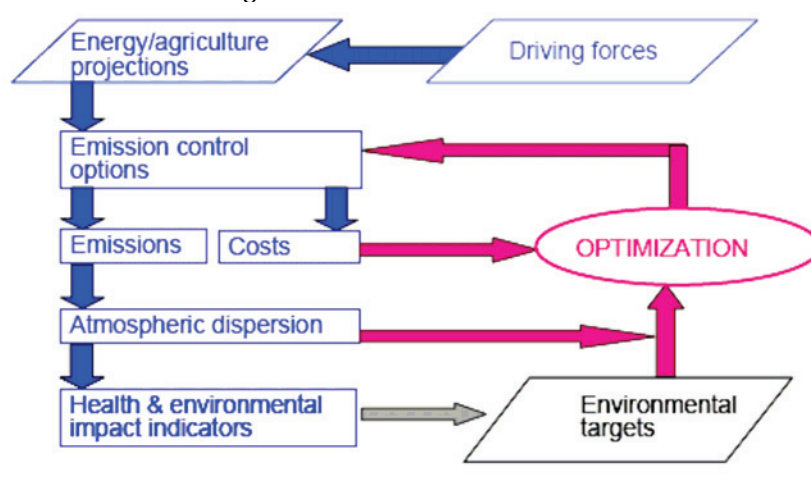 Energy/agriculture
projections
Driving forces
Emission control
options
Emissions
Costs
OPTIMIZATION
Atmospheric dispersion
Health & environmental
impact indicators
Environmental
targets